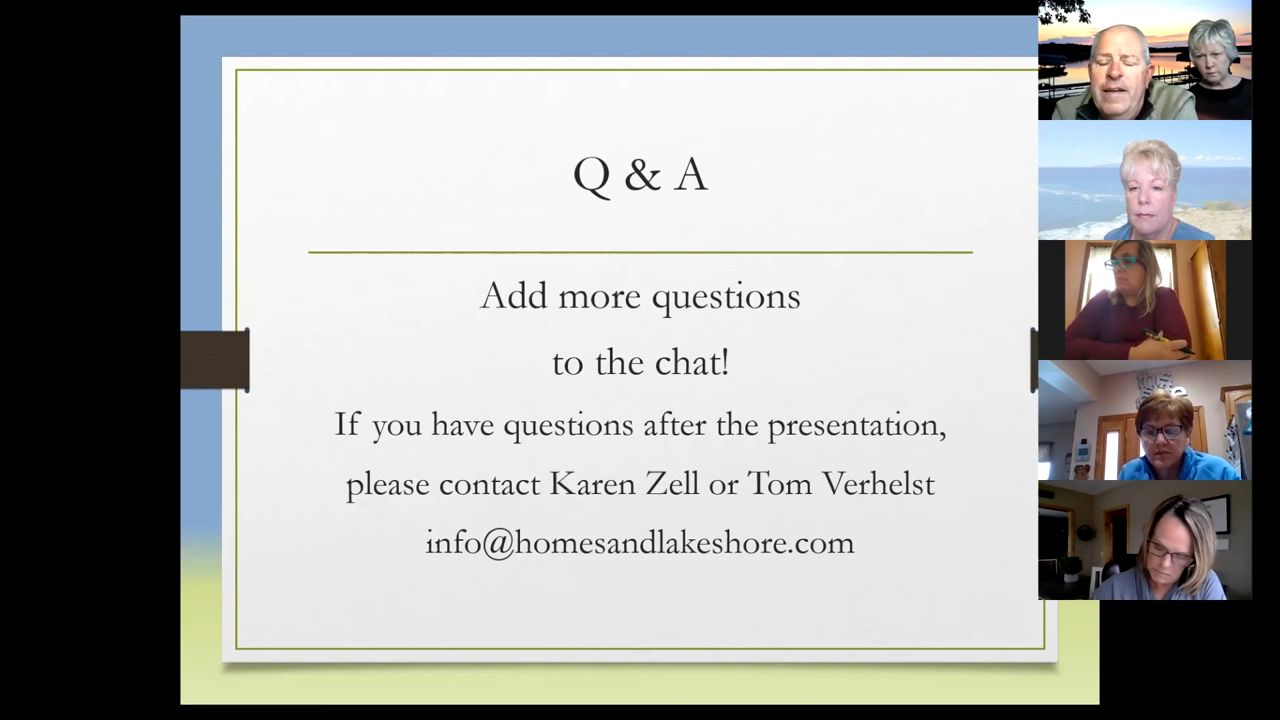 Q & A
Add more questions
to the chat!
If you have questions after the presentation,
please contact Karen Zell or Tom Verhelst
info@homesandlakeshore.com